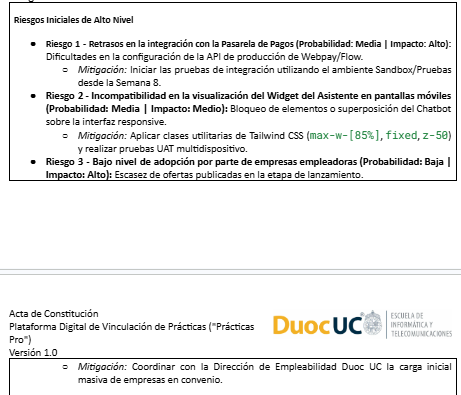 Riesgos Iniciales de Alto Nivel
● Riesgo 1 - Retrasos en la integración con la Pasarela de Pagos (Probabilidad: Media | Impacto: Alto):
Dificultades en la configuración de la API de producción de Webpay/Flow.
○ Mitigación: Iniciar las pruebas de integración utilizando el ambiente Sandbox/Pruebas
desde la Semana 8.
● Riesgo 2 - Incompatibilidad en la visualización del Widget del Asistente en pantallas móviles
(Probabilidad: Media | Impacto: Medio): Bloqueo de elementos o superposición del Chatbot
sobre la interfaz responsive.
○ Mitigación: Aplicar clases utilitarias de Tailwind CSS (max-w-[85%], fixed, z-50)
y realizar pruebas UAT multidispositivo.
● Riesgo 3 - Bajo nivel de adopción por parte de empresas empleadoras (Probabilidad: Baja |
Impacto: Alto): Escasez de ofertas publicadas en la etapa de lanzamiento.
Acta de Constitución
Plataforma Digital de Vinculación de Prácticas ("Prácticas
Pro")
Versión 1.0
DuocUC
ESCUELA DE
INFORMÁTICA Y
TELECOMUNICACIONES
○ Mitigación: Coordinar con la Dirección de Empleabilidad Duoc UC la carga inicial
masiva de empresas en convenio.